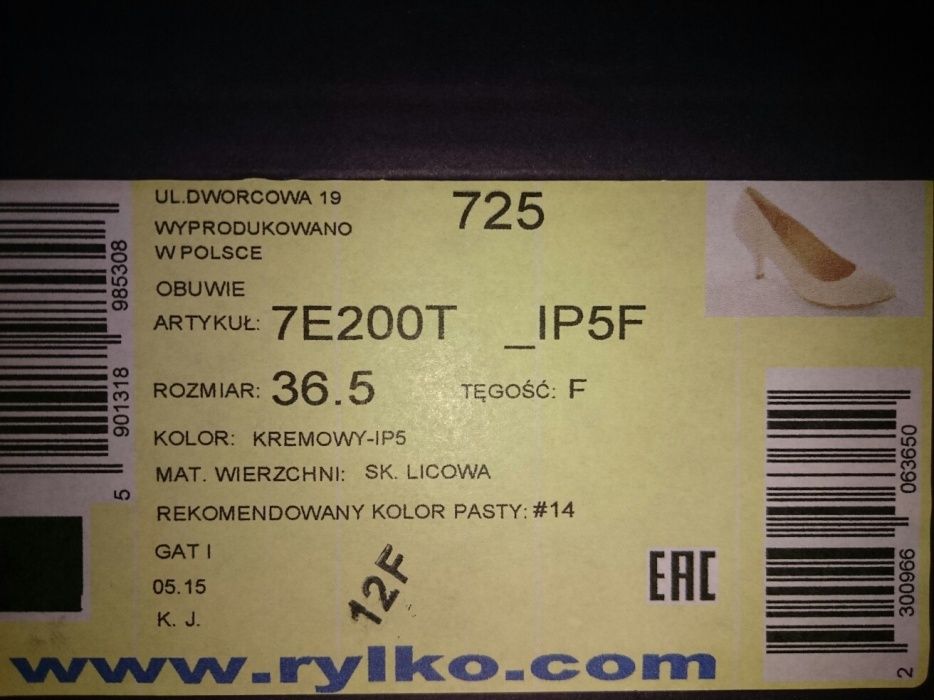 UL.DWORCOWA 19
725
WYPRODUKOWANO
W POLSCE
OBUWIE
ARTYKUŁ: 7E200T _IP5F
ROZMIAR: 36.5 TĘGOŚĆ: F
KOLOR: KREMOWY-IP5
MAT. WIERZCHNI: SK. LICOWA
REKOMENDOWANY KOLOR PASTY: #14
GAT I
05.15
K. J.
12F
EAC
www.rylko.com
5 901318 985308
2 300966 063650